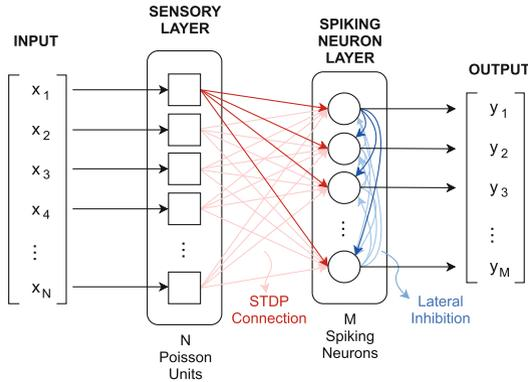 INPUT
SENSORY
LAYER
SPIKING
NEURON
LAYER
OUTPUT
x1
x2
x3
x4
⋮
xN
⋮
⋮
y1
y2
y3
⋮
yM
STDP
Connection
Lateral
Inhibition
N
Poisson
Units
M
Spiking
Neurons